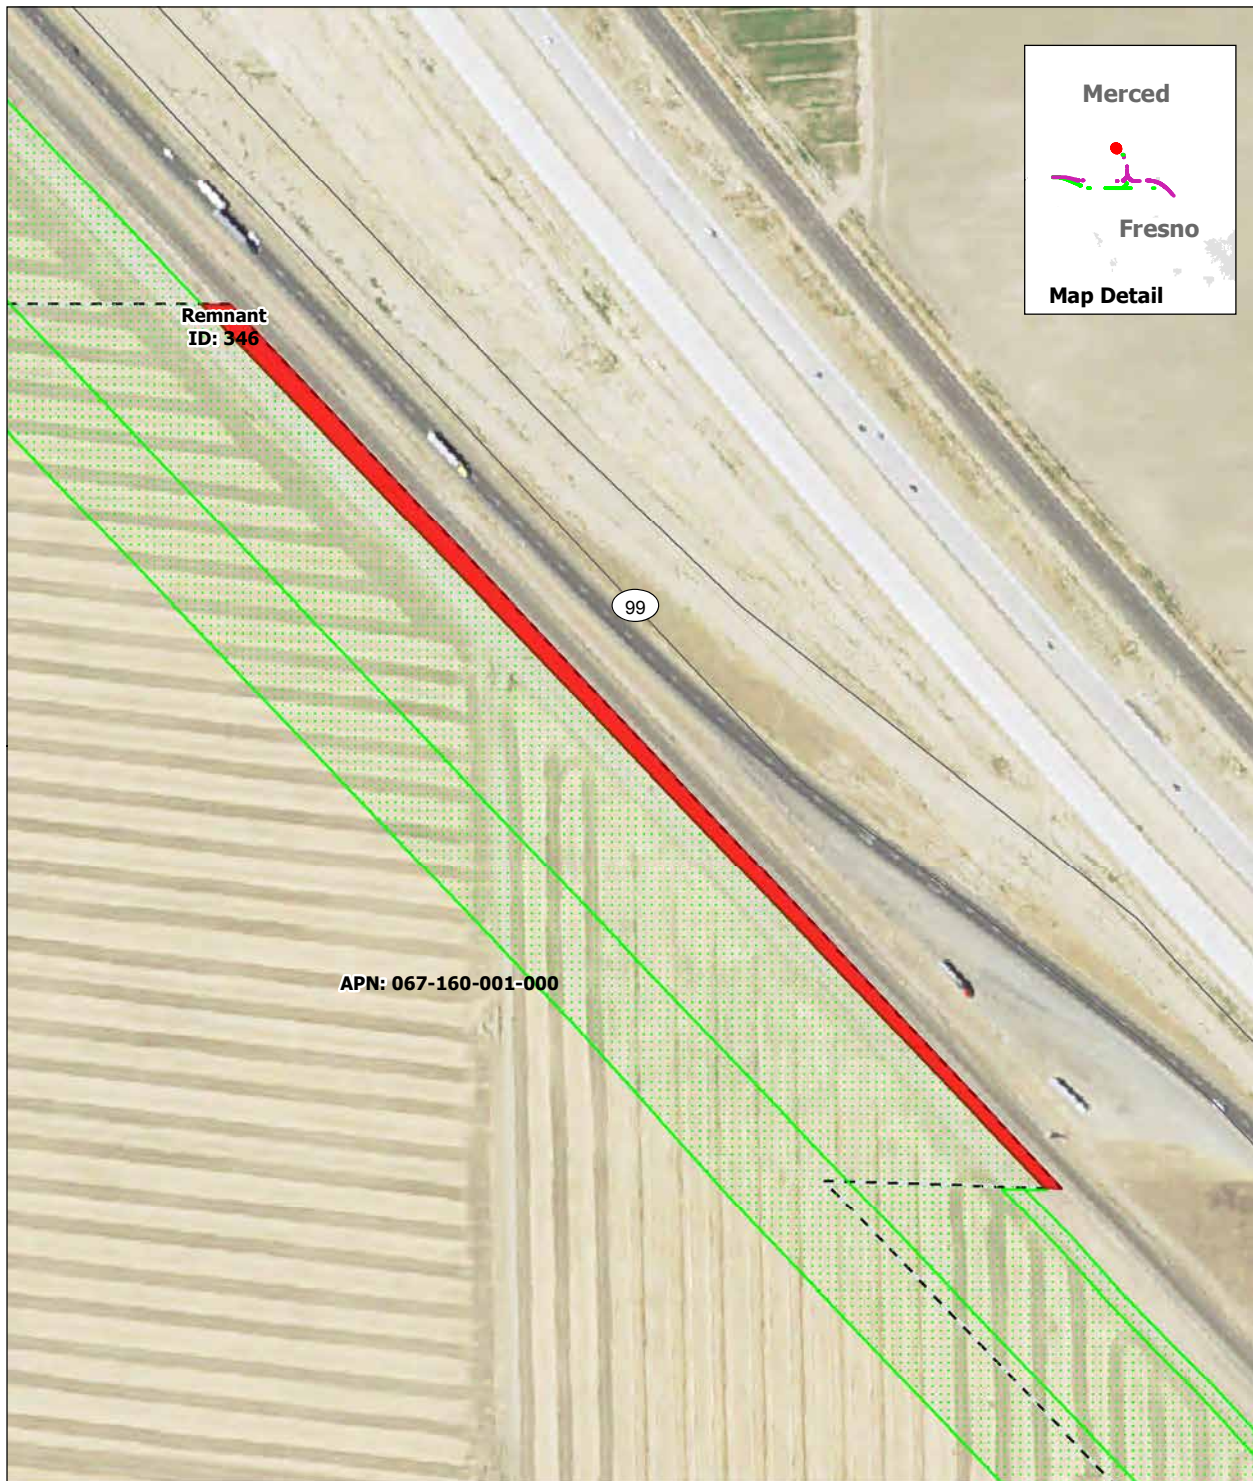 Merced
Fresno
Map Detail
Remnant
ID: 346
99
APN: 067-160-001-000